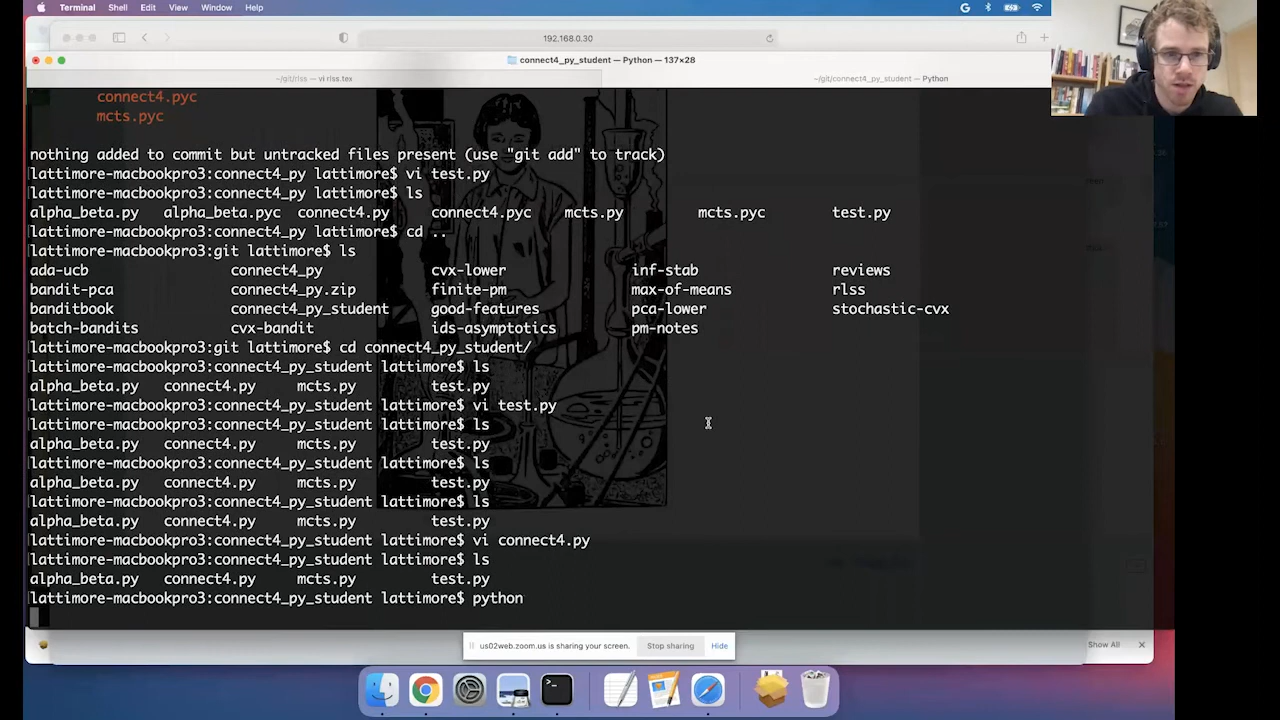 Terminal Shell Edit View Window Help
192.168.0.30
connect4_py_student — Python — 137×28
~/git/rlss — vi rlss.tex
~/git/connect4_py_student — Python
connect4.pyc
mcts.pyc
nothing added to commit but untracked files present (use "git add" to track)
lattimore-macbookpro3:connect4_py lattimore$ vi test.py
lattimore-macbookpro3:connect4_py lattimore$ ls
alpha_beta.py alpha_beta.pyc connect4.py connect4.pyc mcts.py mcts.pyc test.py
lattimore-macbookpro3:connect4_py lattimore$ cd ..
lattimore-macbookpro3:git lattimore$ ls
ada-ucb connect4_py cvx-lower inf-stab reviews
bandit-pca connect4_py.zip finite-pm max-of-means rlss
banditbook connect4_py_student good-features pca-lower stochastic-cvx
batch-bandits cvx-bandit ids-asymptotics pm-notes
lattimore-macbookpro3:git lattimore$ cd connect4_py_student/
lattimore-macbookpro3:connect4_py_student lattimore$ ls
alpha_beta.py connect4.py mcts.py test.py
lattimore-macbookpro3:connect4_py_student lattimore$ vi test.py
lattimore-macbookpro3:connect4_py_student lattimore$ ls
alpha_beta.py connect4.py mcts.py test.py
lattimore-macbookpro3:connect4_py_student lattimore$ ls
alpha_beta.py connect4.py mcts.py test.py
lattimore-macbookpro3:connect4_py_student lattimore$ ls
alpha_beta.py connect4.py mcts.py test.py
lattimore-macbookpro3:connect4_py_student lattimore$ vi connect4.py
lattimore-macbookpro3:connect4_py_student lattimore$ ls
alpha_beta.py connect4.py mcts.py test.py
lattimore-macbookpro3:connect4_py_student lattimore$ python
us02web.zoom.us is sharing your screen. Stop sharing Hide
Show All